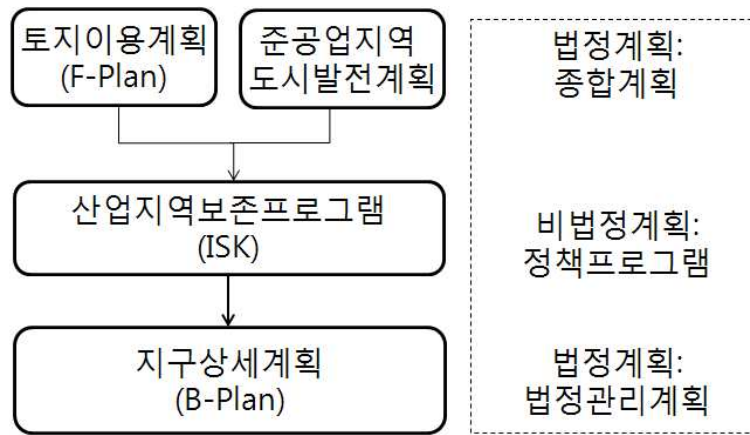 토지이용계획
(F-Plan)
준공업지역
도시발전계획
법정계획:
종합계획
산업지역보존프로그램
(ISK)
비법정계획:
정책프로그램
지구상세계획
(B-Plan)
법정계획:
법정관리계획